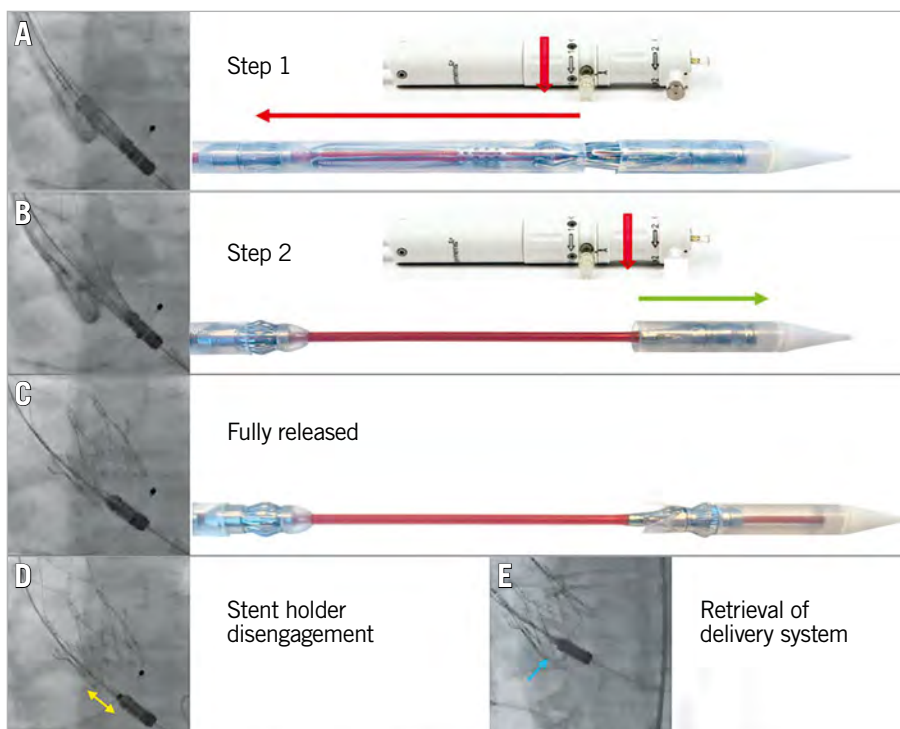 A
Step 1
B
Step 2
C
Fully released
D
Stent holder
disengagement
E
Retrieval of
delivery system